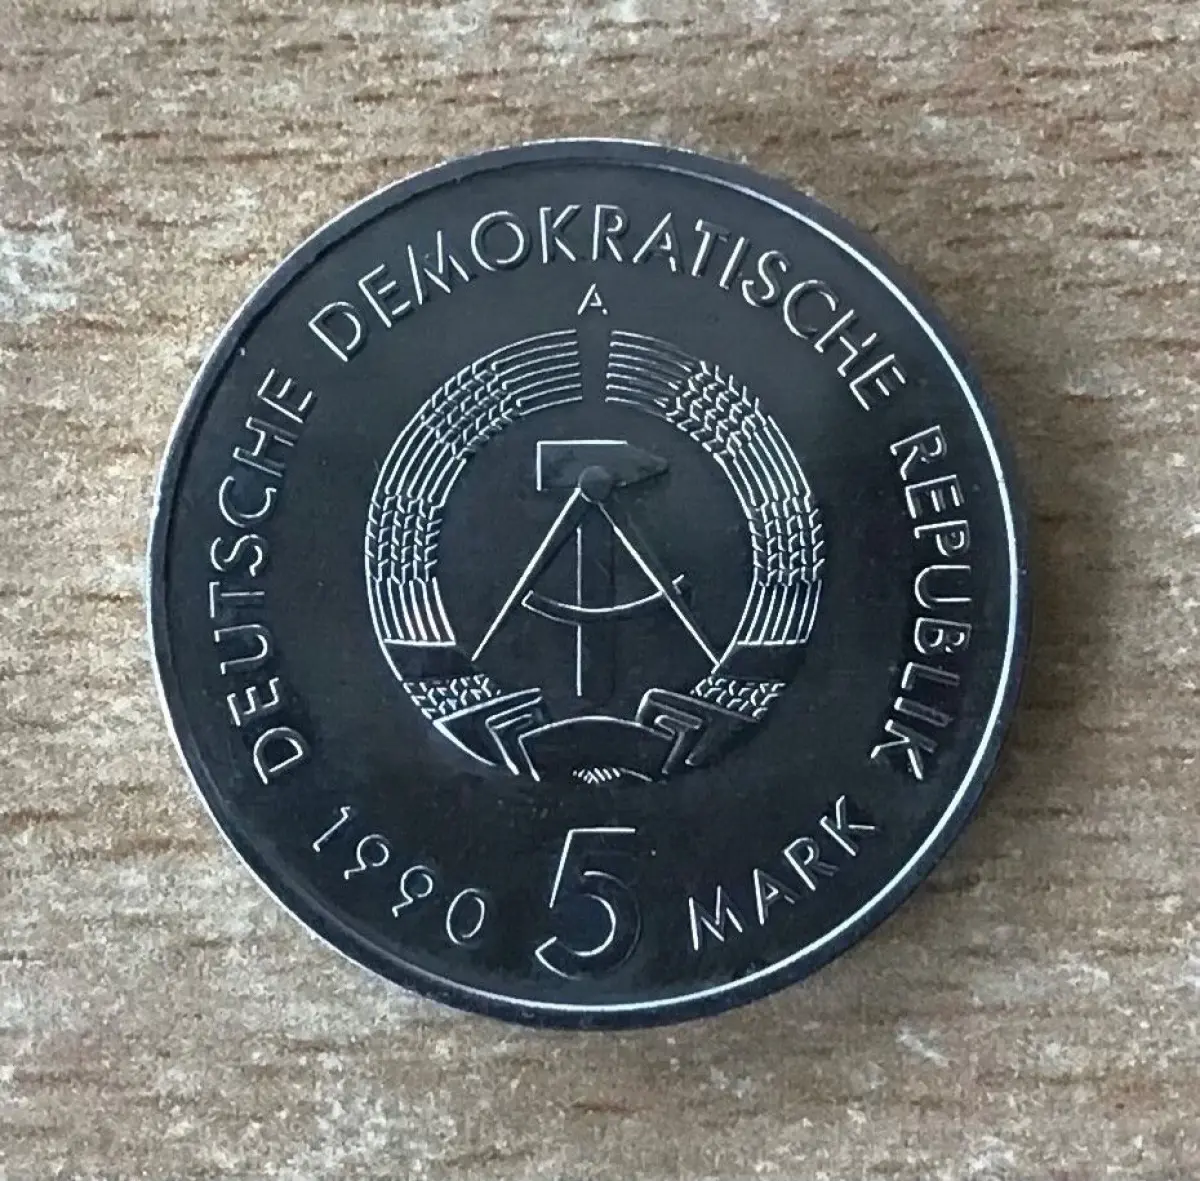 DEUTSCHE DEMOKRATISCHE REPUBLIK
A
1990 5 MARK